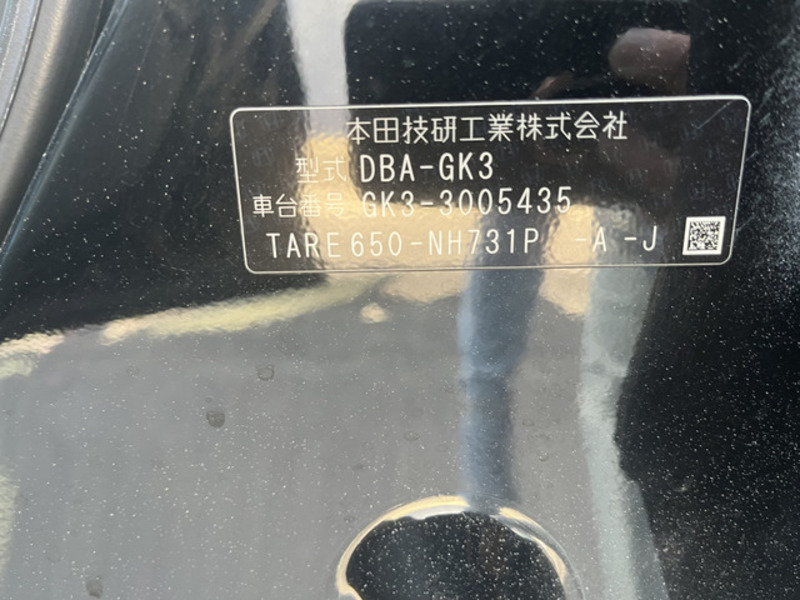 本田技研工業株式会社
型式 DBA-GK3
車台番号 GK3-3005435
TARE650-NH731P -A -J